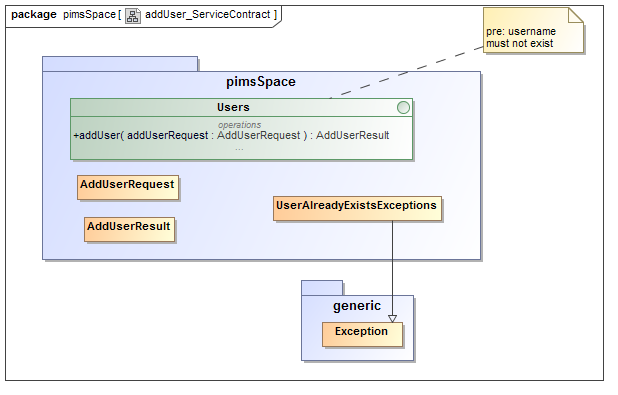 package pimsSpace [ addUser_ServiceContract ]
pre: username
must not exist
pimsSpace
Users
operations
+addUser( addUserRequest : AddUserRequest ) : AddUserResult
...
AddUserRequest
UserAlreadyExistsExceptions
AddUserResult
generic
Exception